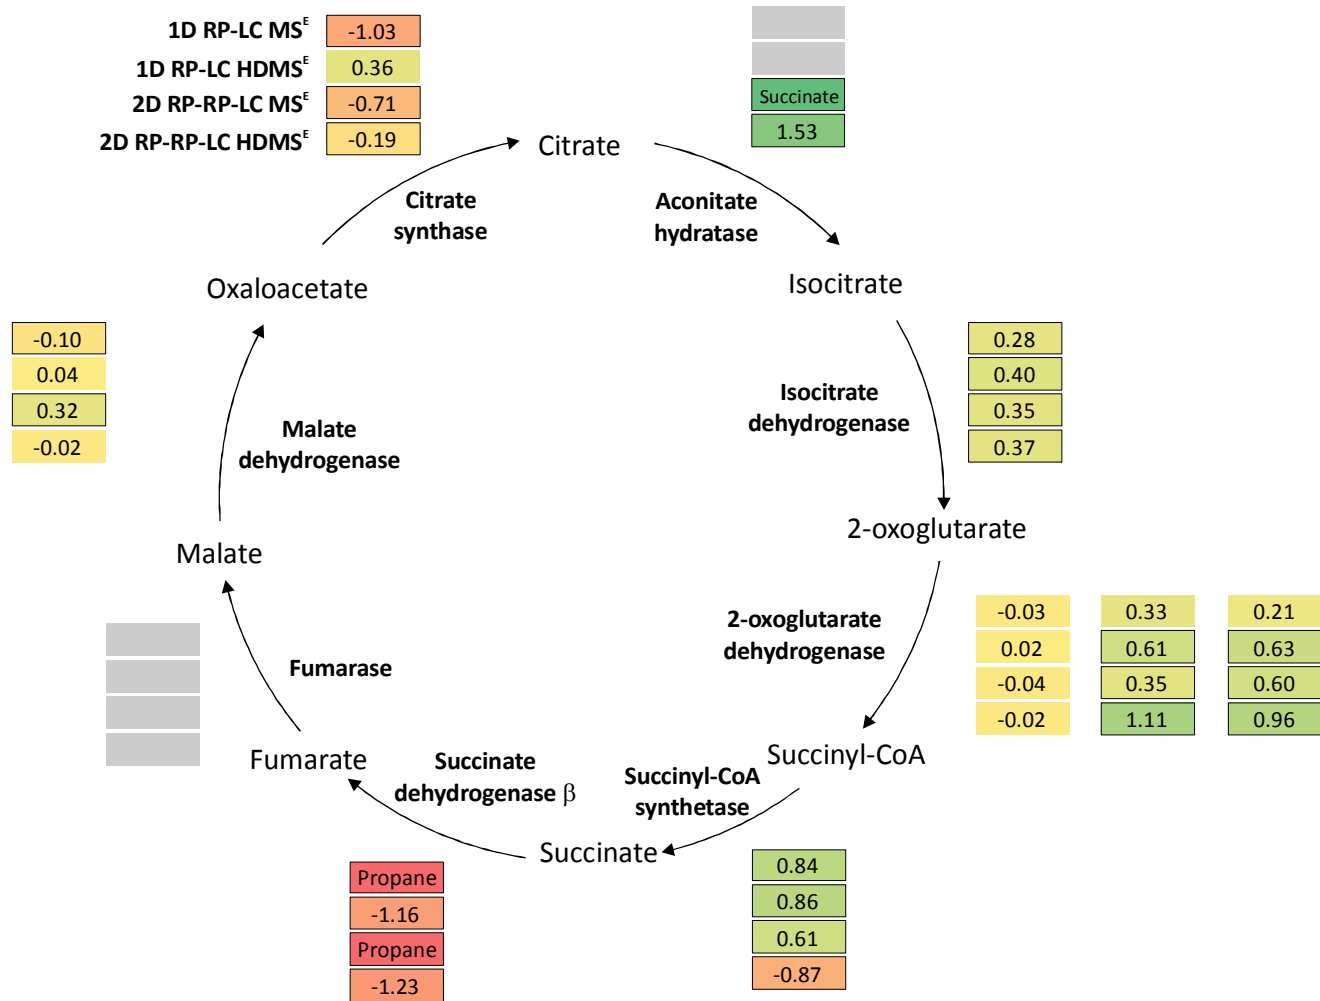 1D RP-LC MS^E
-1.03
1D RP-LC HDMS^E
0.36
2D RP-RP-LC MS^E
-0.71
2D RP-RP-LC HDMS^E
-0.19
Succinate
1.53
Citrate
Citrate
synthase
Aconitate
hydratase
Oxaloacetate
Isocitrate
-0.10
0.04
0.32
-0.02
0.28
0.40
0.35
0.37
Isocitrate
dehydrogenase
Malate
dehydrogenase
Malate
2-oxoglutarate
2-oxoglutarate
dehydrogenase
-0.03 0.33 0.21
0.02 0.61 0.63
-0.04 0.35 0.60
-0.02 1.11 0.96
Fumarase
Fumarate
Succinyl-CoA
Succinate
dehydrogenase β
Succinyl-CoA
synthetase
Succinate
Propane
-1.16
Propane
-1.23
0.84
0.86
0.61
-0.87